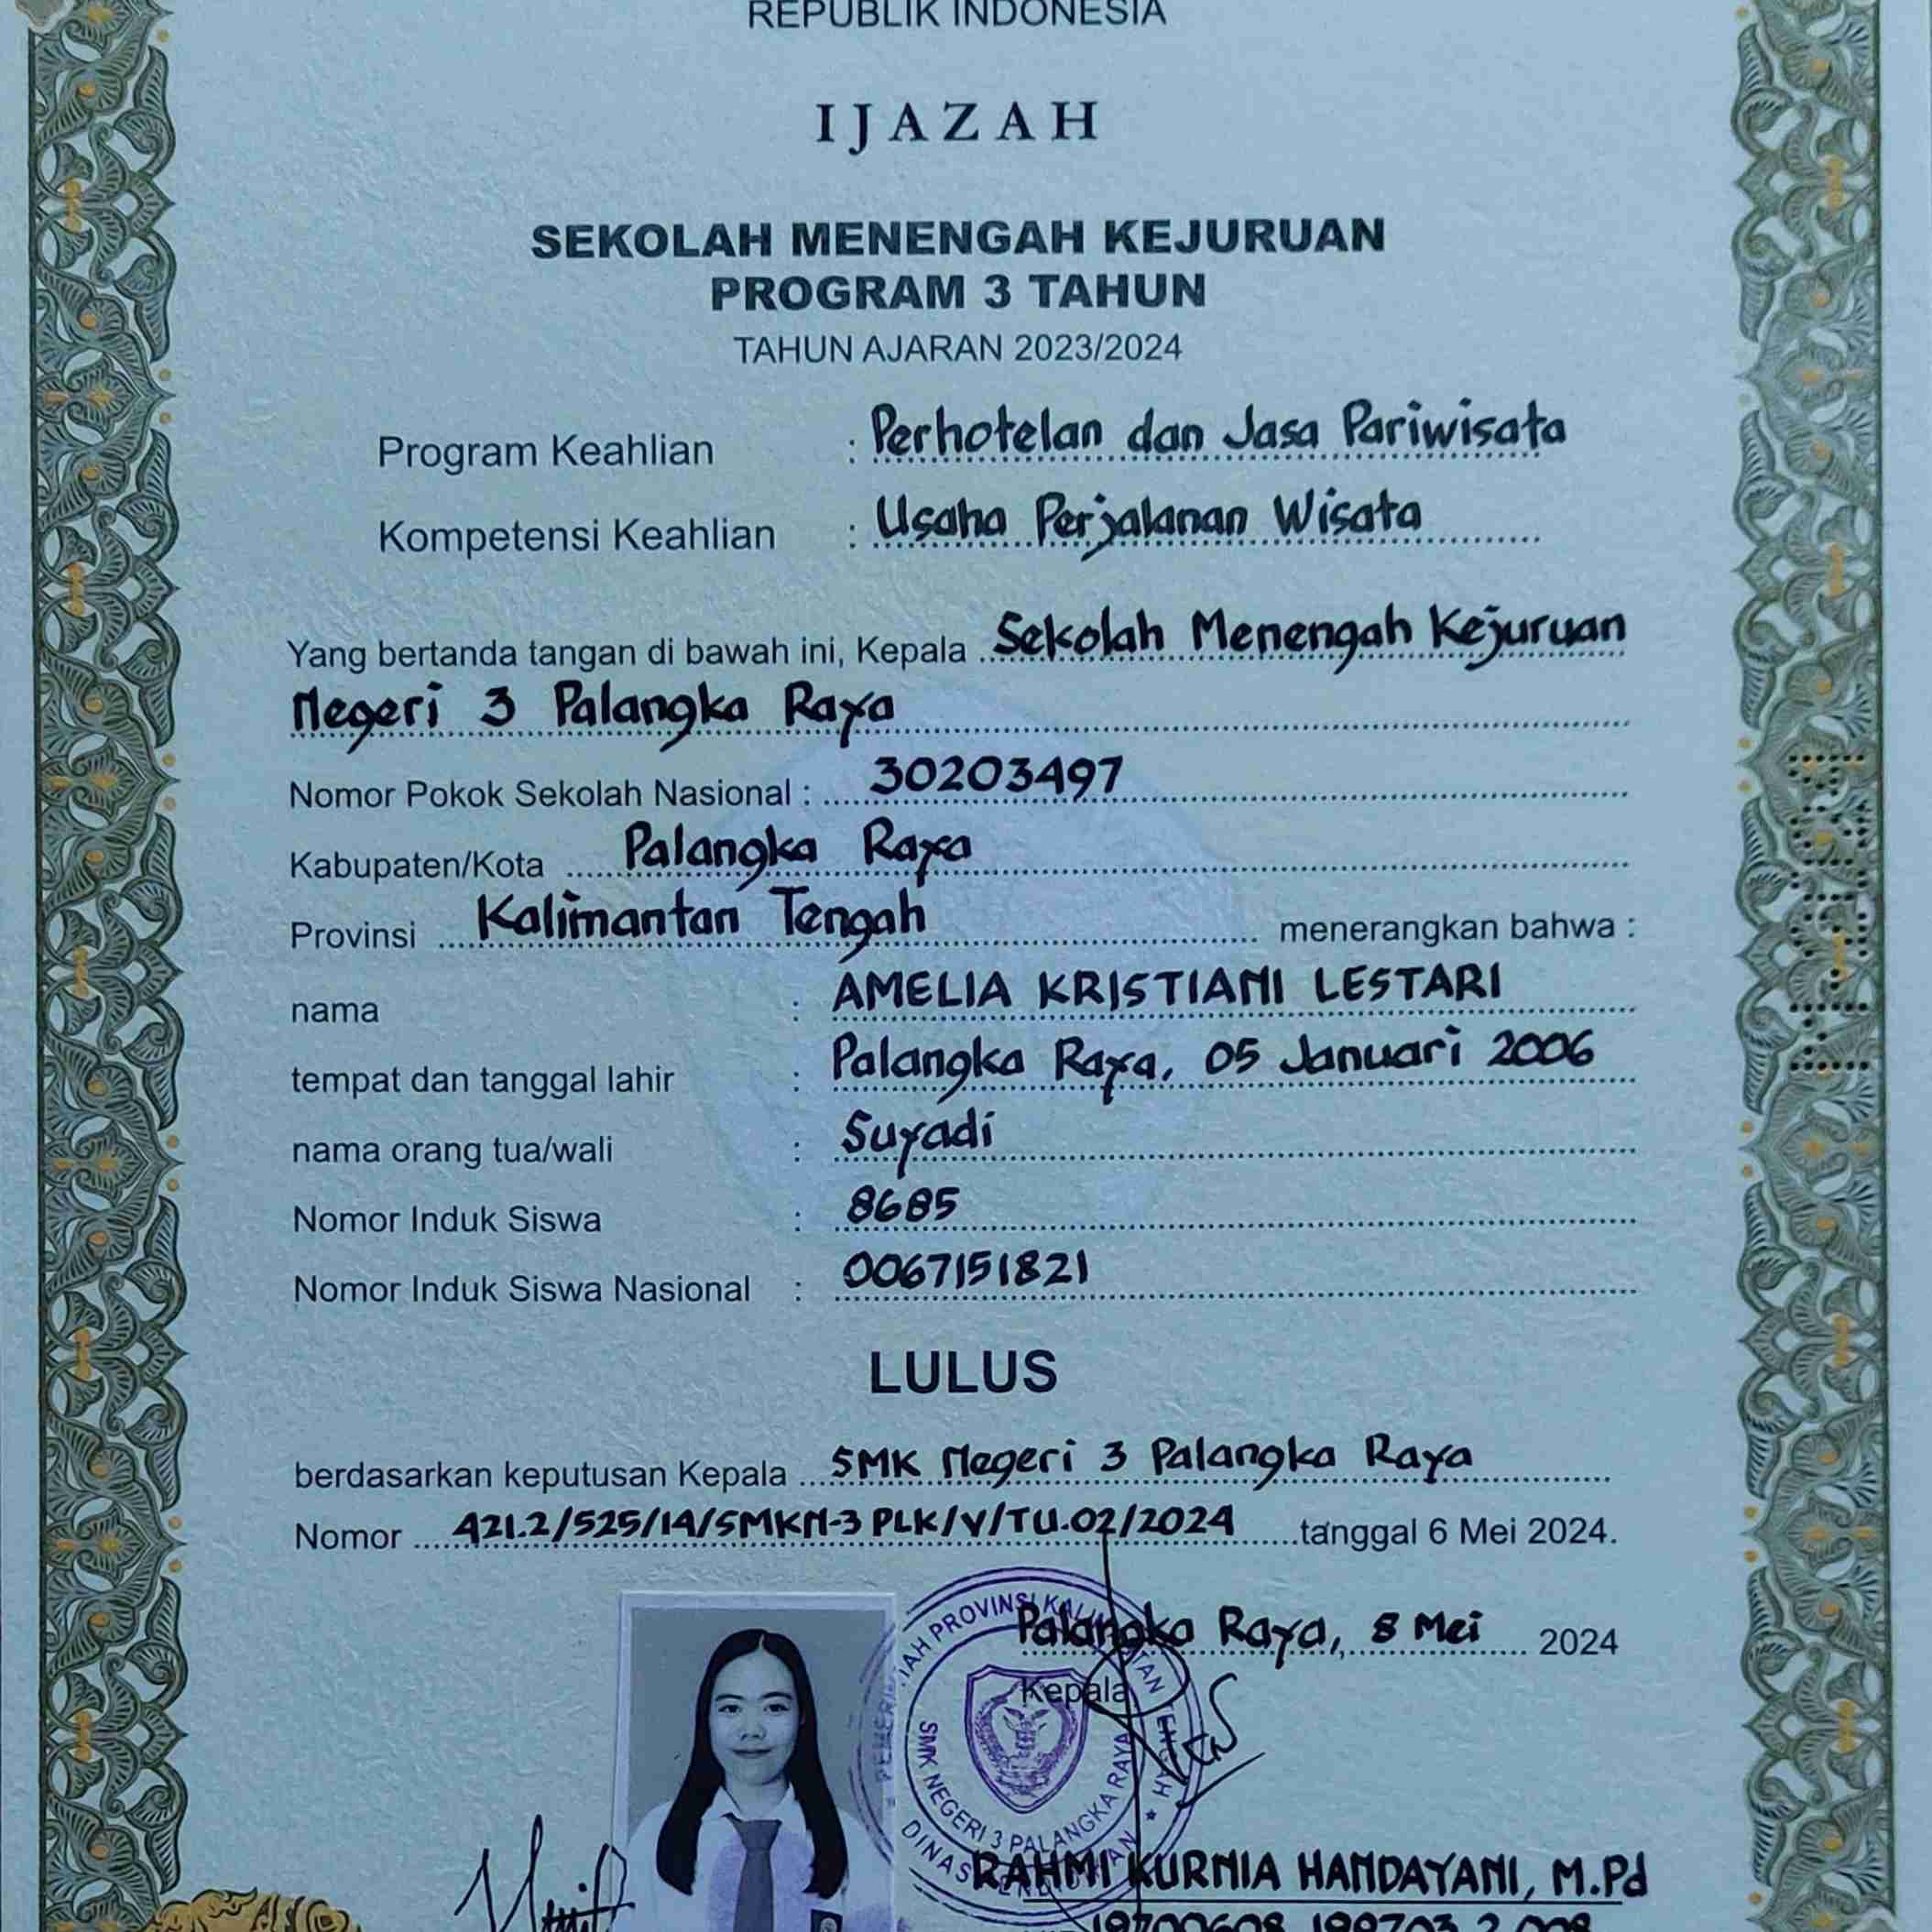 REPUBLIK INDONESIA
IJAZAH
SEKOLAH MENENGAH KEJURUAN
PROGRAM 3 TAHUN
TAHUN AJARAN 2023/2024
Program Keahlian : Perhotelan dan Jasa Pariwisata
Kompetensi Keahlian : Usaha Perjalanan Wisata
Yang bertanda tangan di bawah ini, Kepala Sekolah Menengah Kejuruan
Negeri 3 Palangka Raya
Nomor Pokok Sekolah Nasional : 30203497
Kabupaten/Kota Palangka Raya
Provinsi Kalimantan Tengah menerangkan bahwa :
nama : AMELIA KRISTIANI LESTARI
tempat dan tanggal lahir : Palangka Raya, 05 Januari 2006
nama orang tua/wali : Suyadi
Nomor Induk Siswa : 8685
Nomor Induk Siswa Nasional : 0067151821
LULUS
berdasarkan keputusan Kepala SMK Negeri 3 Palangka Raya
Nomor 421.2/525/14/SMKN-3 PLK/V/TU.02/2024 tanggal 6 Mei 2024.
Palangka Raya, 8 Mei 2024
Kepala
SMK NEGERI 3 PALANGKA RAYA
RAHMI KURNIA HANDAYANI, M.Pd
19700608 199703 2 008